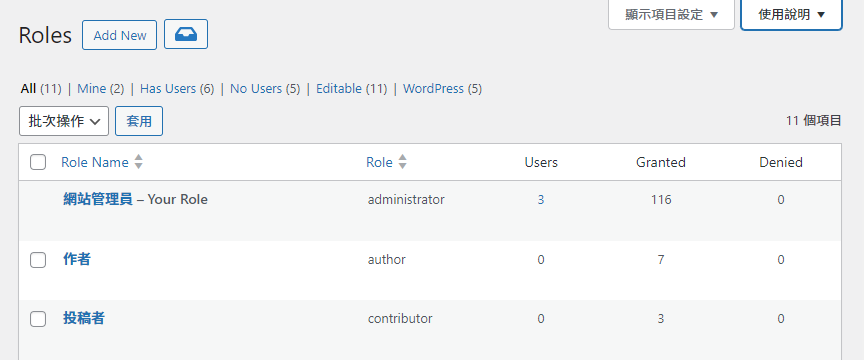 顯示項目設定 ▼ 使用說明 ▼
Roles Add New
All (11) | Mine (2) | Has Users (6) | No Users (5) | Editable (11) | WordPress (5)
批次操作 套用 11 個項目
Role Name Role Users Granted Denied
網站管理員 – Your Role administrator 3 116 0
作者 author 0 7 0
投稿者 contributor 0 3 0